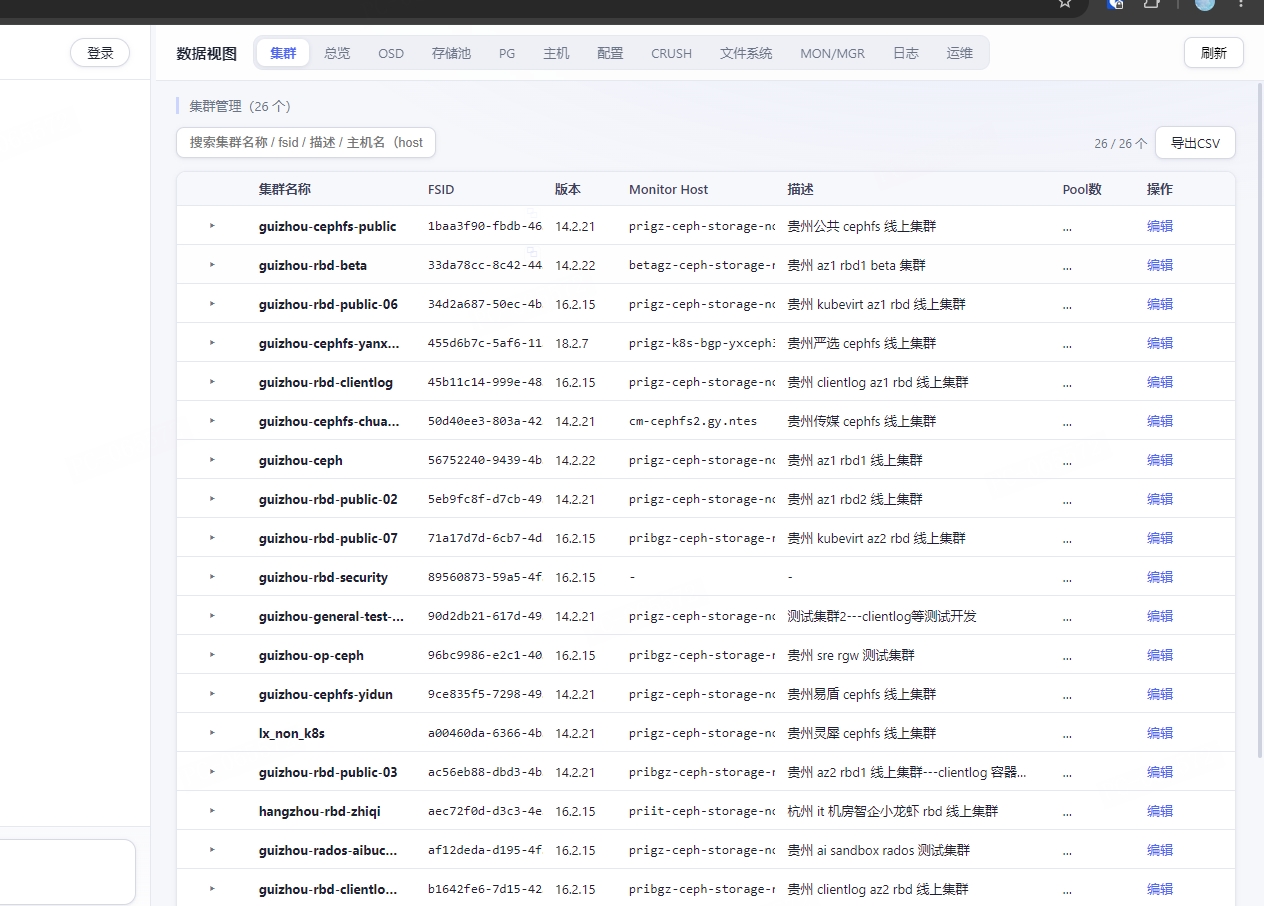 登录
数据视图 集群 总览 OSD 存储池 PG 主机 配置 CRUSH 文件系统 MON/MGR 日志 运维 刷新
集群管理（26 个）
搜索集群名称 / fsid / 描述 / 主机名（host 26 / 26 个 导出CSV
集群名称 FSID 版本 Monitor Host 描述 Pool数 操作
guizhou-cephfs-public 1baa3f90-fbdb-46 14.2.21 prigz-ceph-storage-nc 贵州公共 cephfs 线上集群 ... 编辑
guizhou-rbd-beta 33da78cc-8c42-44 14.2.22 betagz-ceph-storage-r 贵州 az1 rbd1 beta 集群 ... 编辑
guizhou-rbd-public-06 34d2a687-50ec-4b 16.2.15 prigz-ceph-storage-nc 贵州 kubevirt az1 rbd 线上集群 ... 编辑
guizhou-cephfs-yanx... 455d6b7c-5af6-11 18.2.7 prigz-k8s-bgp-yxceph 贵州严选 cephfs 线上集群 ... 编辑
guizhou-rbd-clientlog 45b11c14-999e-48 16.2.15 prigz-ceph-storage-nc 贵州 clientlog az1 rbd 线上集群 ... 编辑
guizhou-cephfs-chua... 50d40ee3-803a-42 14.2.21 cm-cephfs2.gy.ntes 贵州传媒 cephfs 线上集群 ... 编辑
guizhou-ceph 56752240-9439-4b 14.2.22 prigz-ceph-storage-nc 贵州 az1 rbd1 线上集群 ... 编辑
guizhou-rbd-public-02 5eb9fc8f-d7cb-49 14.2.21 prigz-ceph-storage-nc 贵州 az1 rbd2 线上集群 ... 编辑
guizhou-rbd-public-07 71a17d7d-6cb7-4d 16.2.15 pribgz-ceph-storage-r 贵州 kubevirt az2 rbd 线上集群 ... 编辑
guizhou-rbd-security 89560873-59a5-4f 16.2.15 - - ... 编辑
guizhou-general-test-... 90d2db21-617d-49 14.2.21 prigz-ceph-storage-nc 测试集群2---clientlog等测试开发 ... 编辑
guizhou-op-ceph 96bc9986-e2c1-40 16.2.15 pribgz-ceph-storage-r 贵州 sre rgw 测试集群 ... 编辑
guizhou-cephfs-yidun 9ce835f5-7298-49 14.2.21 prigz-ceph-storage-nc 贵州易盾 cephfs 线上集群 ... 编辑
lx_non_k8s a00460da-6366-4b 14.2.21 prigz-ceph-storage-nc 贵州灵犀 cephfs 线上集群 ... 编辑
guizhou-rbd-public-03 ac56eb88-dbd3-4b 14.2.21 pribgz-ceph-storage-r 贵州 az2 rbd1 线上集群---clientlog 容器... ... 编辑
hangzhou-rbd-zhiqi aec72f0d-d3c3-4e 16.2.15 priit-ceph-storage-nc 杭州 it 机房智企小龙虾 rbd 线上集群 ... 编辑
guizhou-rados-aibuc... af12deda-d195-4f 16.2.15 prigz-ceph-storage-nc 贵州 ai sandbox rados 测试集群 ... 编辑
guizhou-rbd-clientlo... b1642fe6-7d15-42 16.2.15 pribgz-ceph-storage-r 贵州 clientlog az2 rbd 线上集群 ... 编辑